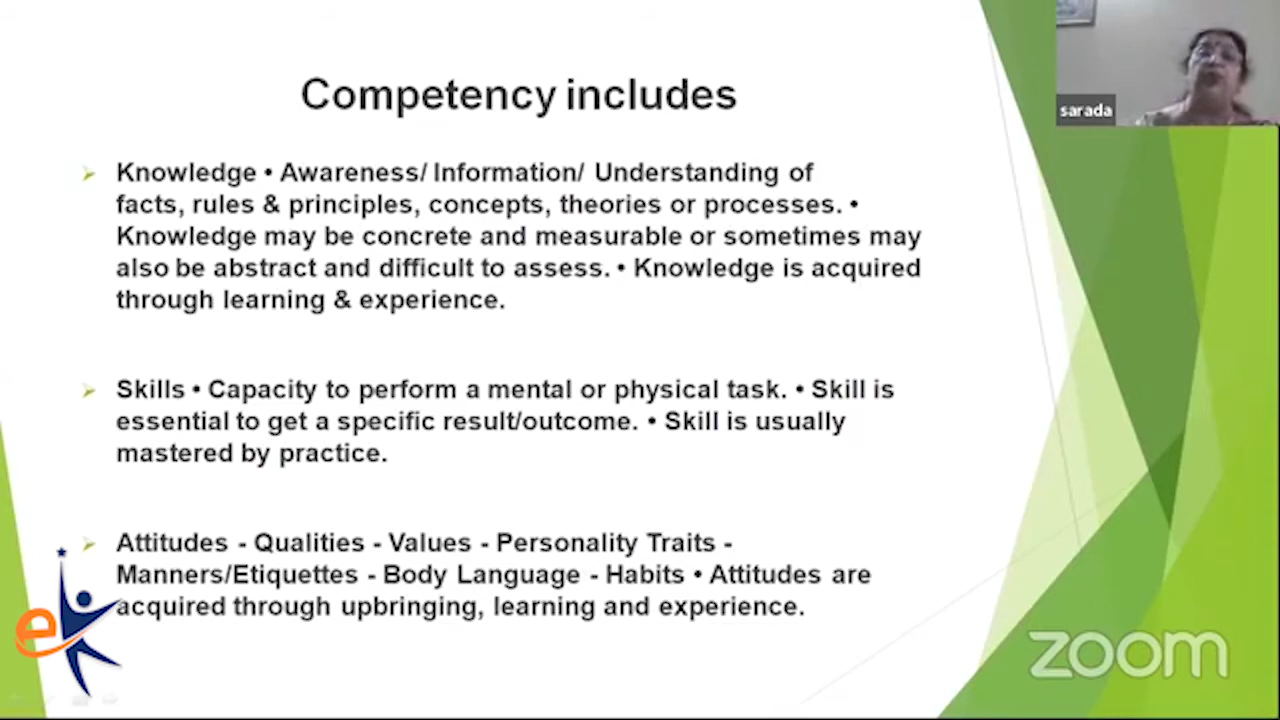 Competency includes
sarada
Knowledge • Awareness/ Information/ Understanding of
facts, rules & principles, concepts, theories or processes. •
Knowledge may be concrete and measurable or sometimes may
also be abstract and difficult to assess. • Knowledge is acquired
through learning & experience.
Skills • Capacity to perform a mental or physical task. • Skill is
essential to get a specific result/outcome. • Skill is usually
mastered by practice.
Attitudes - Qualities - Values - Personality Traits -
Manners/Etiquettes - Body Language - Habits • Attitudes are
acquired through upbringing, learning and experience.
e
zoom